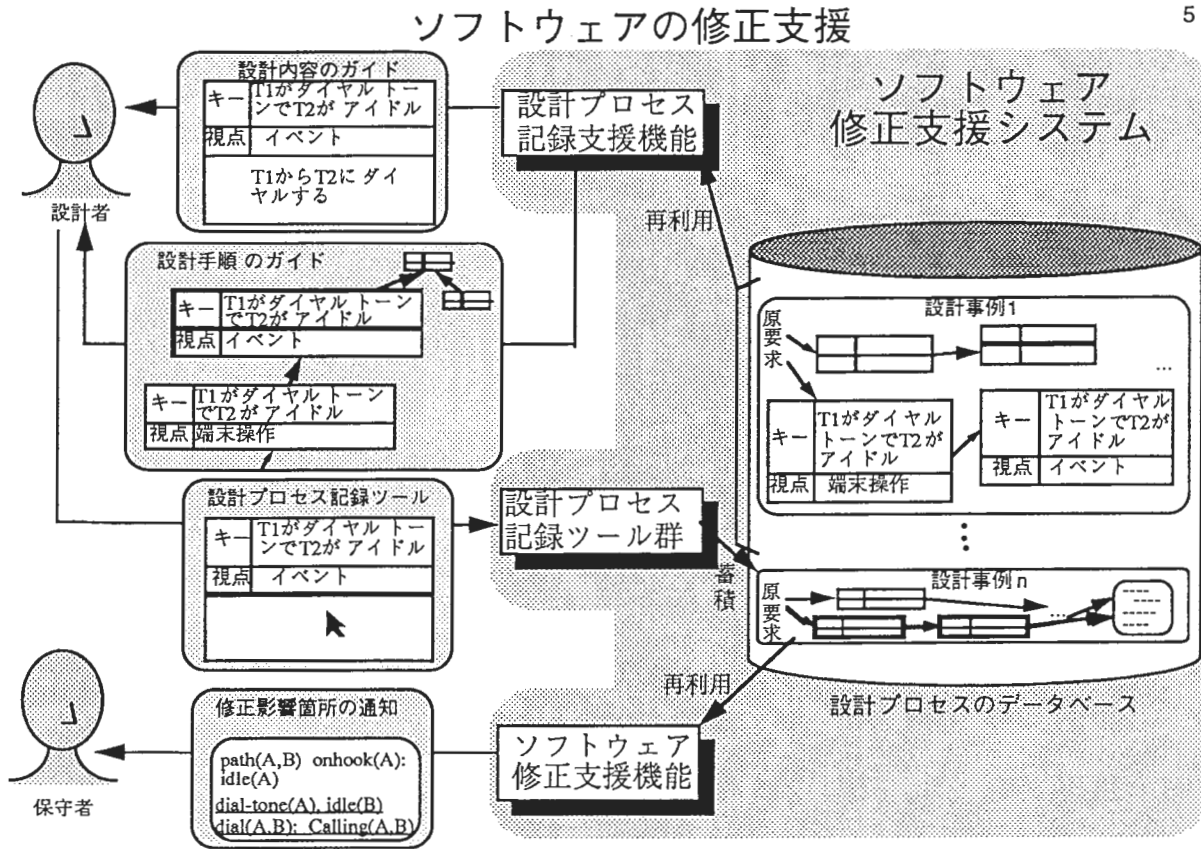 ソフトウェアの修正支援
5
設計内容のガイド
キー
T1がダイヤル トー
ンでT2が アイドル
視点
イベント
T1からT2に ダイ
ヤルする
設計者
設計プロセス
記録支援機能
ソフトウェア
修正支援システム
再利用
設計手順 のガイド
キー
T1がダイヤル トーン
でT2が アイドル
視点
イベント
キー
T1がダイヤル トーン
でT2が アイドル
視点
端末操作
設計事例1
原
要
求
...
キー
T1がダイヤル
トーンでT2が
アイドル
視点
端末操作
キー
T1がダイヤル
トーンでT2が
アイドル
視点
イベント
設計プロセス記録ツール
キー
T1がダイヤル トー
ンでT2が アイドル
視点
イベント
設計プロセス
記録ツール群
蓄
積
設計事例 n
原
要
求
...
再利用
設計プロセスのデータベース
保守者
修正影響箇所の通知
path(A,B) onhook(A):
idle(A)
dial-tone(A), idle(B)
dial(A,B): Calling(A,B)
ソフトウェア
修正支援機能